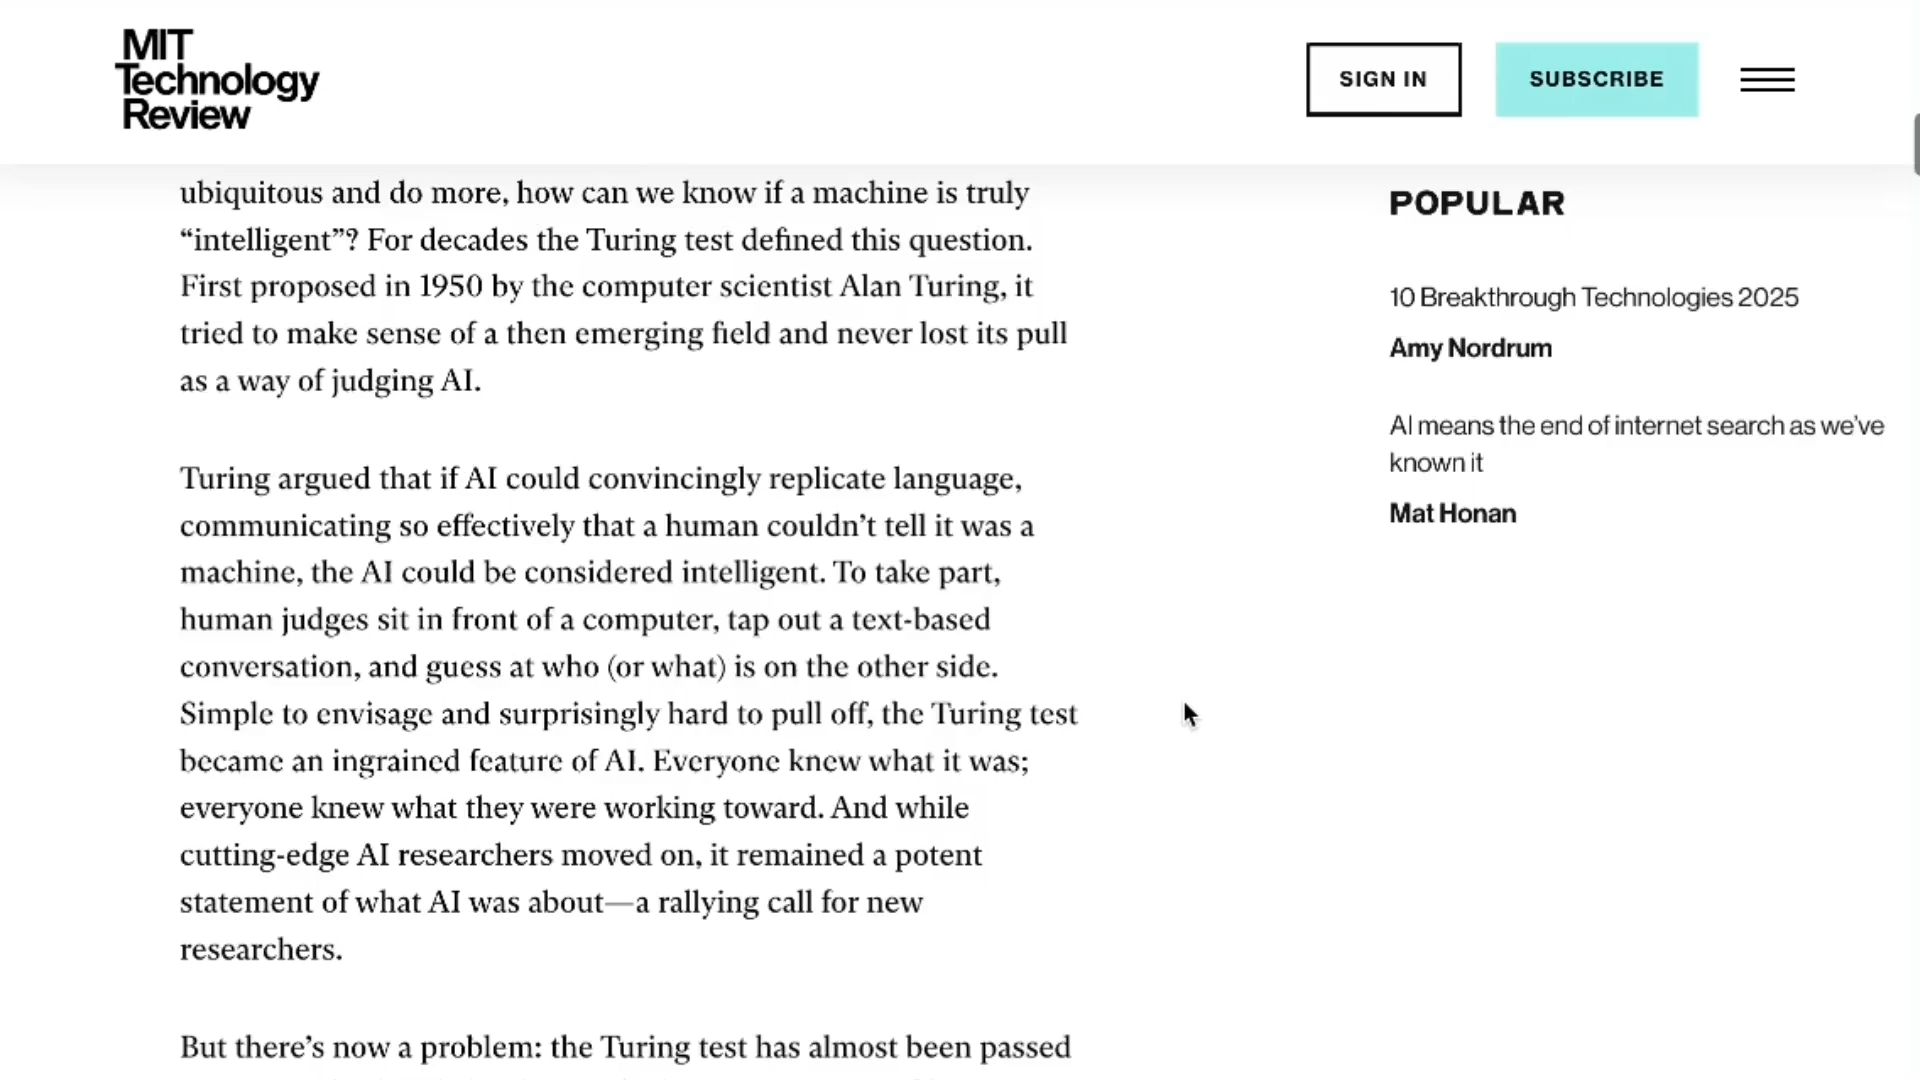 MIT
Technology
Review
SIGN IN
SUBSCRIBE
ubiquitous and do more, how can we know if a machine is truly
“intelligent”? For decades the Turing test defined this question.
First proposed in 1950 by the computer scientist Alan Turing, it
tried to make sense of a then emerging field and never lost its pull
as a way of judging AI.
Turing argued that if AI could convincingly replicate language,
communicating so effectively that a human couldn’t tell it was a
machine, the AI could be considered intelligent. To take part,
human judges sit in front of a computer, tap out a text-based
conversation, and guess at who (or what) is on the other side.
Simple to envisage and surprisingly hard to pull off, the Turing test
became an ingrained feature of AI. Everyone knew what it was;
everyone knew what they were working toward. And while
cutting-edge AI researchers moved on, it remained a potent
statement of what AI was about—a rallying call for new
researchers.
But there’s now a problem: the Turing test has almost been passed
POPULAR
10 Breakthrough Technologies 2025
Amy Nordrum
AI means the end of internet search as we’ve
known it
Mat Honan